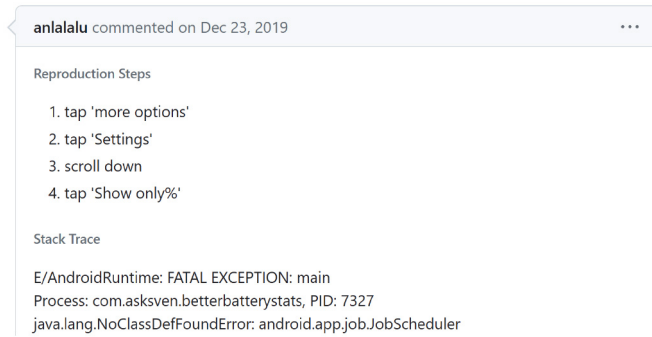 anlalalu commented on Dec 23, 2019
Reproduction Steps
1. tap 'more options'
2. tap 'Settings'
3. scroll down
4. tap 'Show only%'
Stack Trace
E/AndroidRuntime: FATAL EXCEPTION: main
Process: com.asksven.betterbatterystats, PID: 7327
java.lang.NoClassDefFoundError: android.app.job.JobScheduler